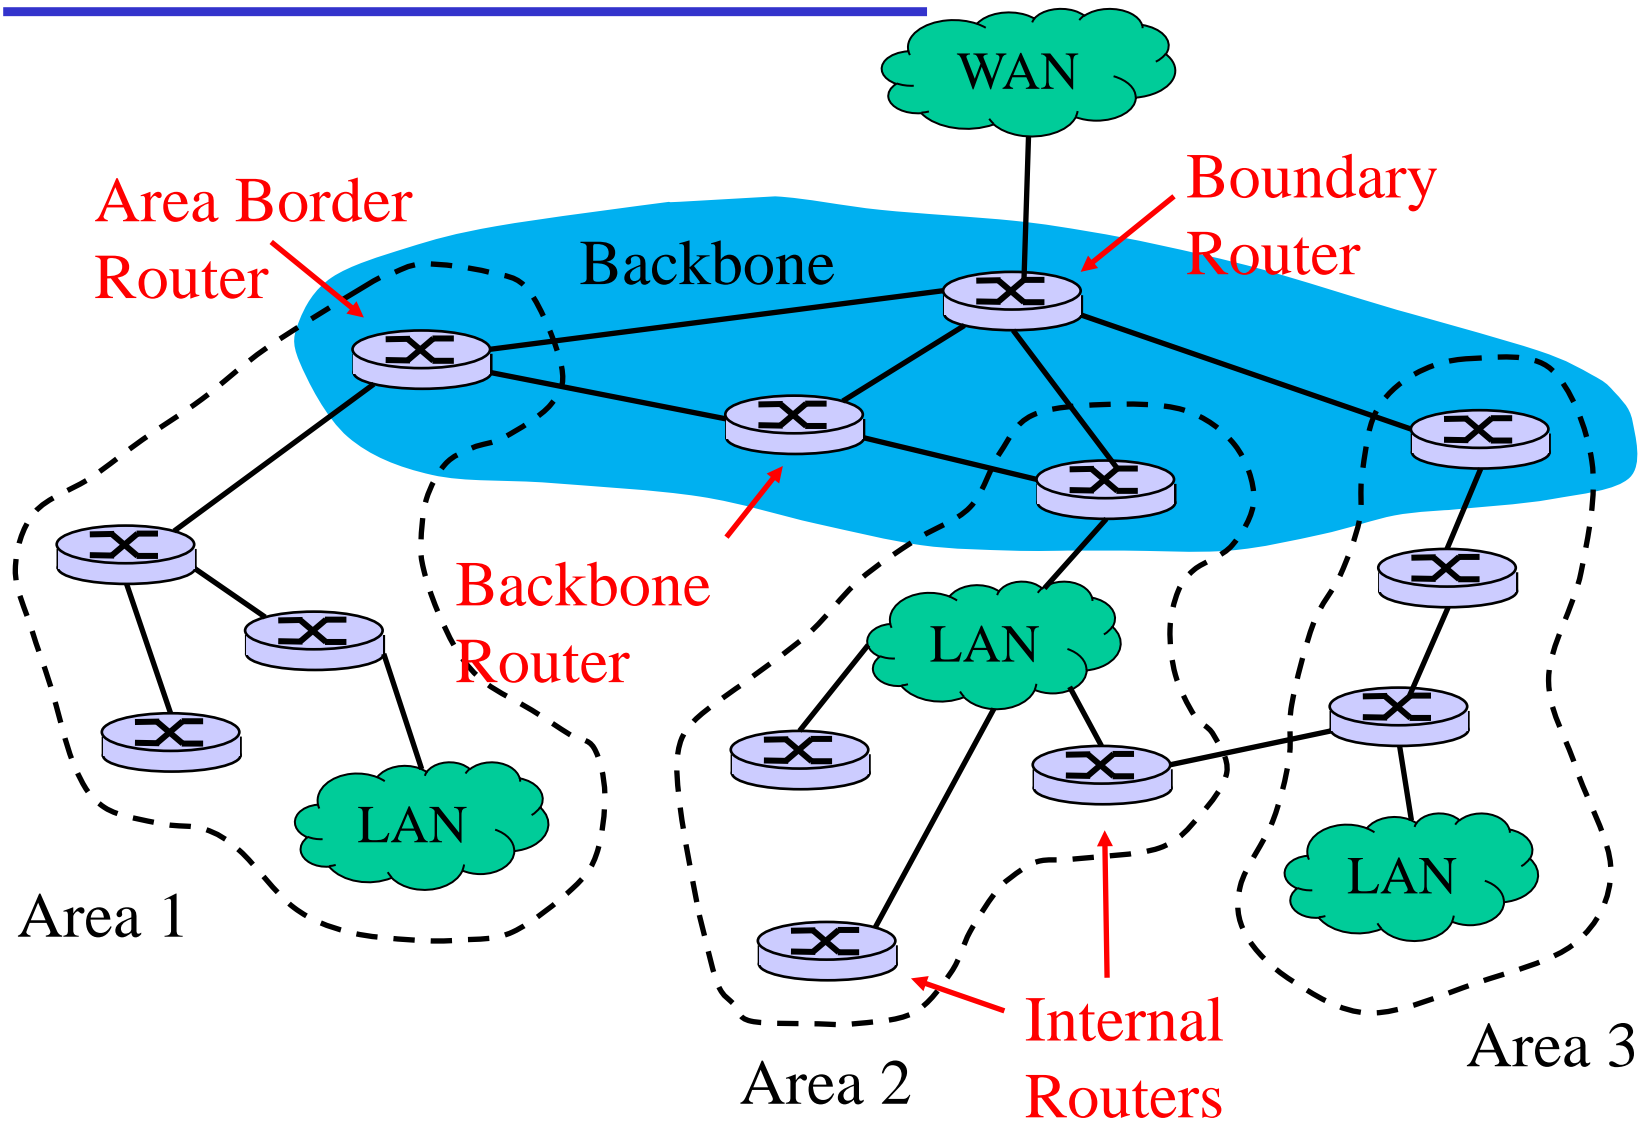 WAN
Area Border
Router
Boundary
Router
Backbone
Backbone
Router
LAN
LAN
LAN
Area 1
Internal
Routers
Area 2
Area 3